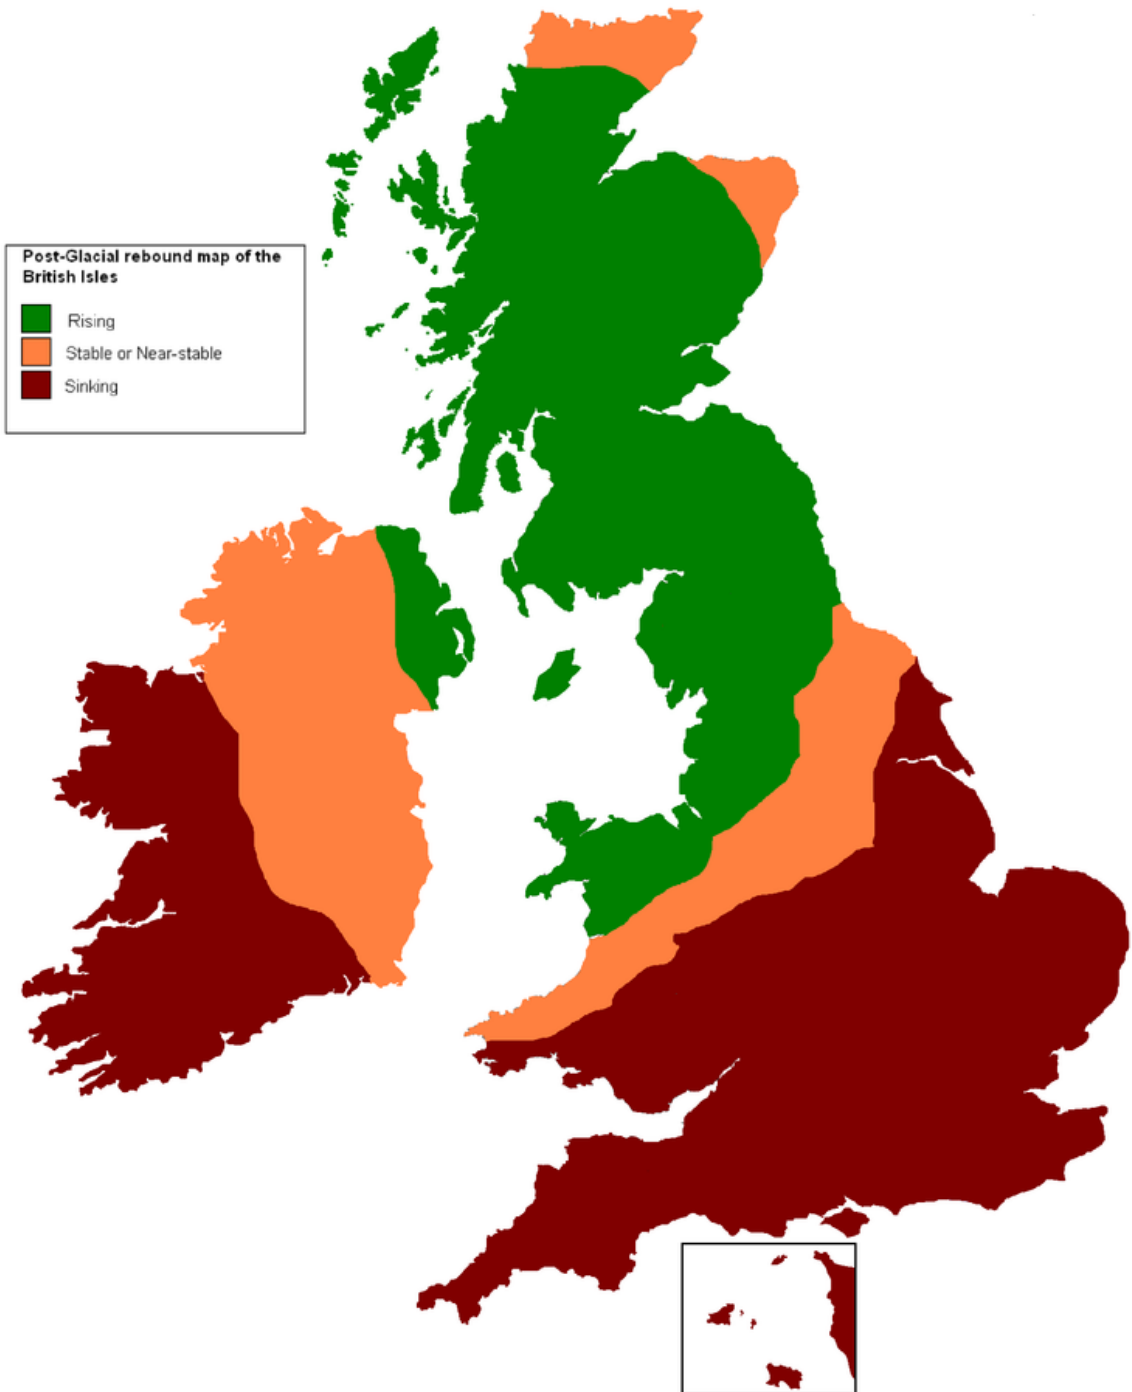 Post-Glacial rebound map of the
British Isles
Rising
Stable or Near-stable
Sinking